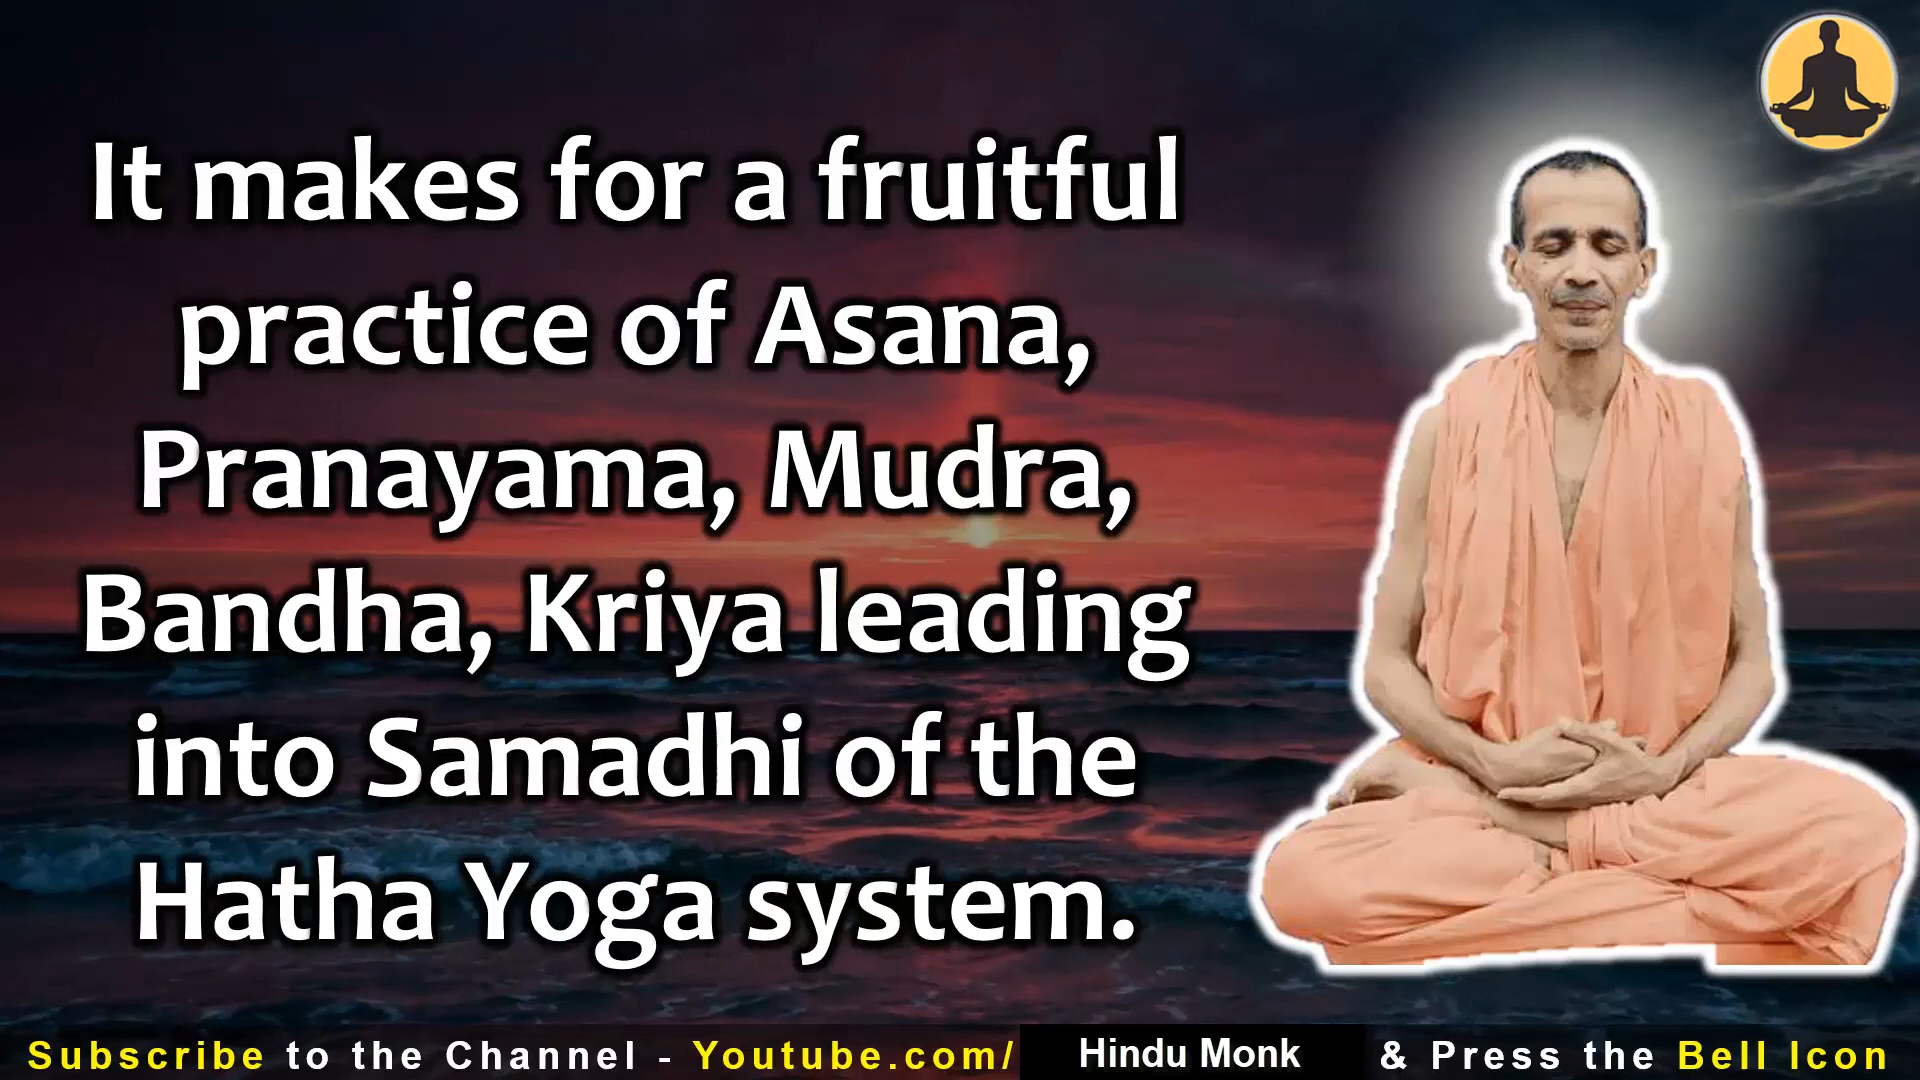 It makes for a fruitful
practice of Asana,
Pranayama, Mudra,
Bandha, Kriya leading
into Samadhi of the
Hatha Yoga system.
Subscribe to the Channel - Youtube.com/ Hindu Monk & Press the Bell Icon